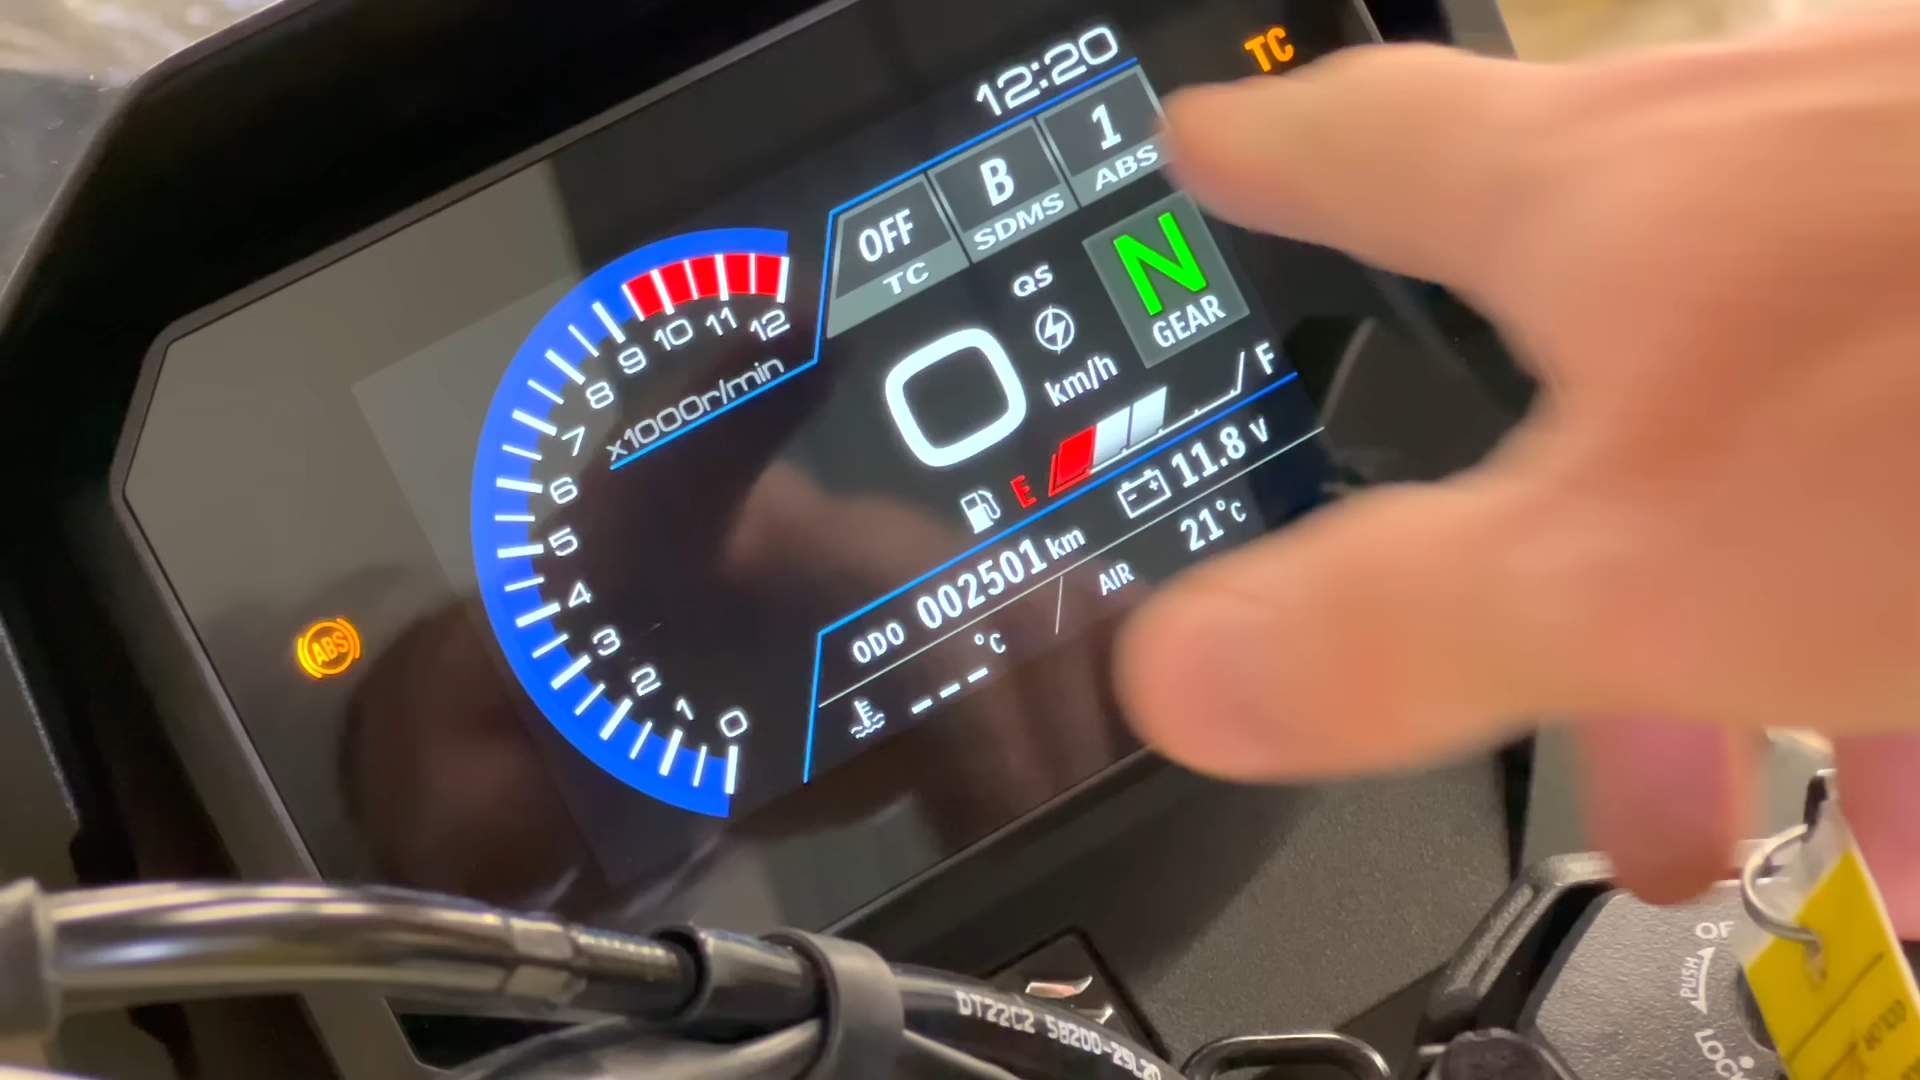 12:20
TC
OFF
TC
B
SDMS
1
ABS
QS
N
GEAR
0
km/h
12
11
10
9
8
7
6
5
4
3
2
1
0
x1000r/min
E
F
11.8 V
ODO 002501 km
---°C
AIR 21°C
ABS
DT22C2 58200-25L20
PUSH
LOCK